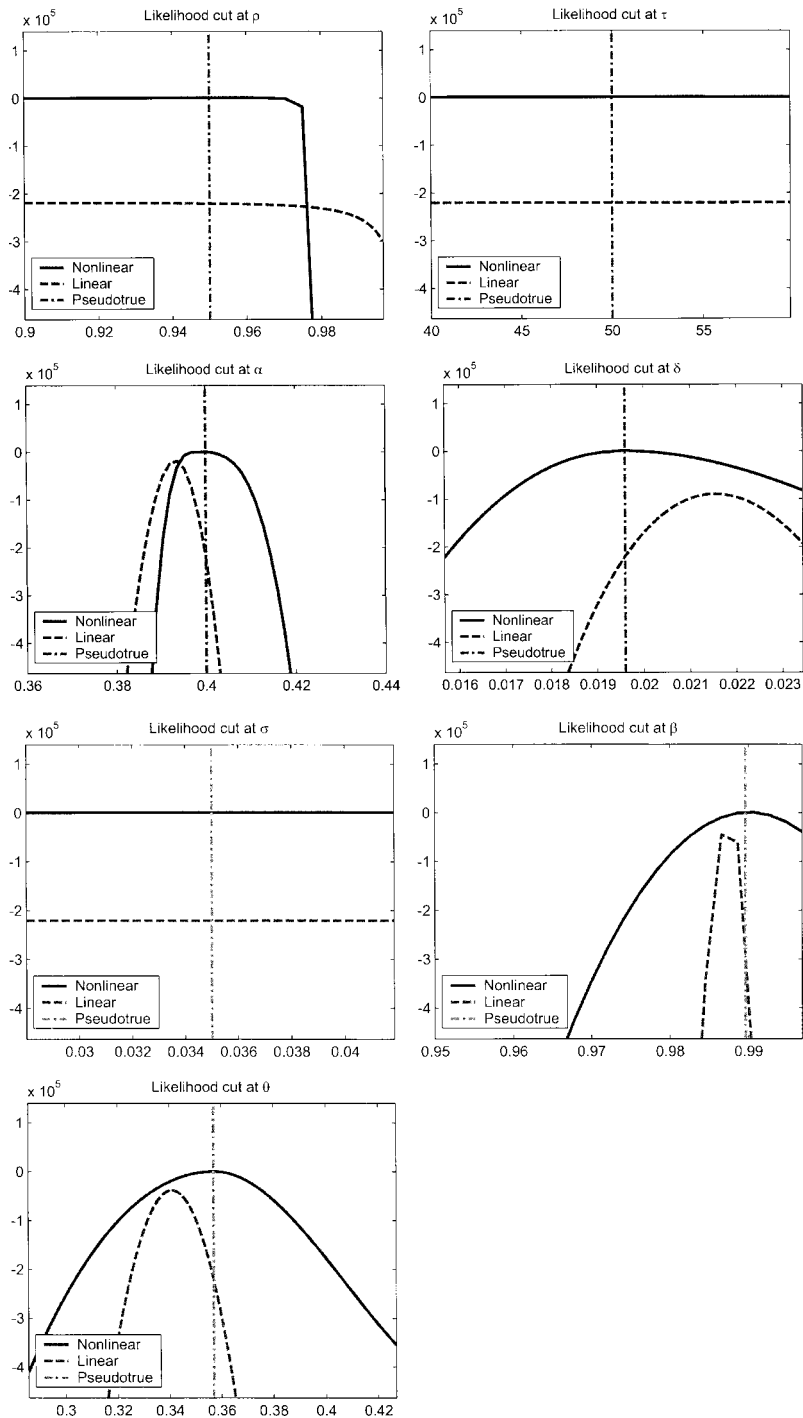 x 10^5
Likelihood cut at ρ
1
0
-1
-2
-3
-4
Nonlinear
Linear
Pseudotrue
0.9
0.92
0.94
0.96
0.98
x 10^5
Likelihood cut at τ
1
0
-1
-2
-3
-4
Nonlinear
Linear
Pseudotrue
40
45
50
55
x 10^5
Likelihood cut at α
1
0
-1
-2
-3
-4
Nonlinear
Linear
Pseudotrue
0.36
0.38
0.4
0.42
0.44
x 10^5
Likelihood cut at δ
1
0
-1
-2
-3
-4
Nonlinear
Linear
Pseudotrue
0.016
0.017
0.018
0.019
0.02
0.021
0.022
0.023
x 10^5
Likelihood cut at σ
1
0
-1
-2
-3
-4
Nonlinear
Linear
Pseudotrue
0.03
0.032
0.034
0.036
0.038
0.04
x 10^5
Likelihood cut at β
1
0
-1
-2
-3
-4
Nonlinear
Linear
Pseudotrue
0.95
0.96
0.97
0.98
0.99
x 10^5
Likelihood cut at θ
1
0
-1
-2
-3
-4
Nonlinear
Linear
Pseudotrue
0.3
0.32
0.34
0.36
0.38
0.4
0.42